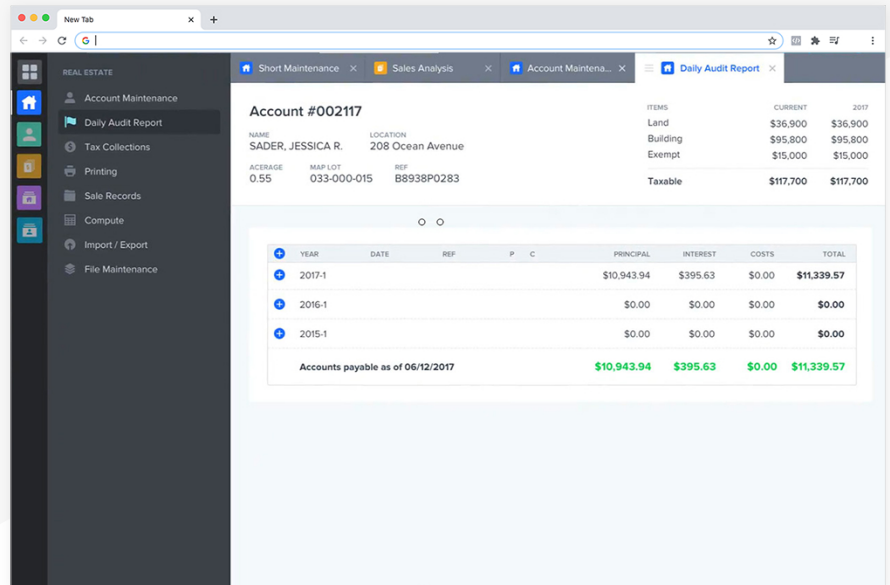 New Tab
REAL ESTATE
Account Maintenance
Daily Audit Report
Tax Collections
Printing
Sale Records
Compute
Import / Export
File Maintenance
Short Maintenance
Sales Analysis
Account Maintena...
Daily Audit Report
Account #002117
NAME LOCATION
SADER, JESSICA R. 208 Ocean Avenue
ACERAGE MAP LOT REF
0.55 033-000-015 B8938P0283
ITEMS CURRENT 2017
Land $36,900 $36,900
Building $95,800 $95,800
Exempt $15,000 $15,000
Taxable $117,700 $117,700
YEAR DATE REF P C PRINCIPAL INTEREST COSTS TOTAL
2017-1 $10,943.94 $395.63 $0.00 $11,339.57
2016-1 $0.00 $0.00 $0.00 $0.00
2015-1 $0.00 $0.00 $0.00 $0.00
Accounts payable as of 06/12/2017 $10,943.94 $395.63 $0.00 $11,339.57